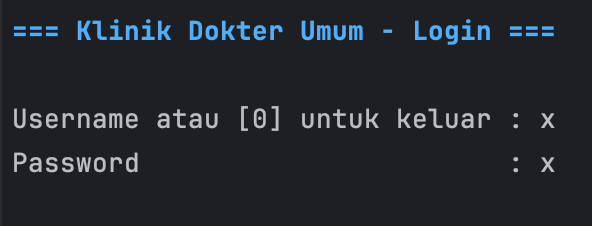 === Klinik Dokter Umum - Login ===
Username atau [0] untuk keluar : x
Password                       : x